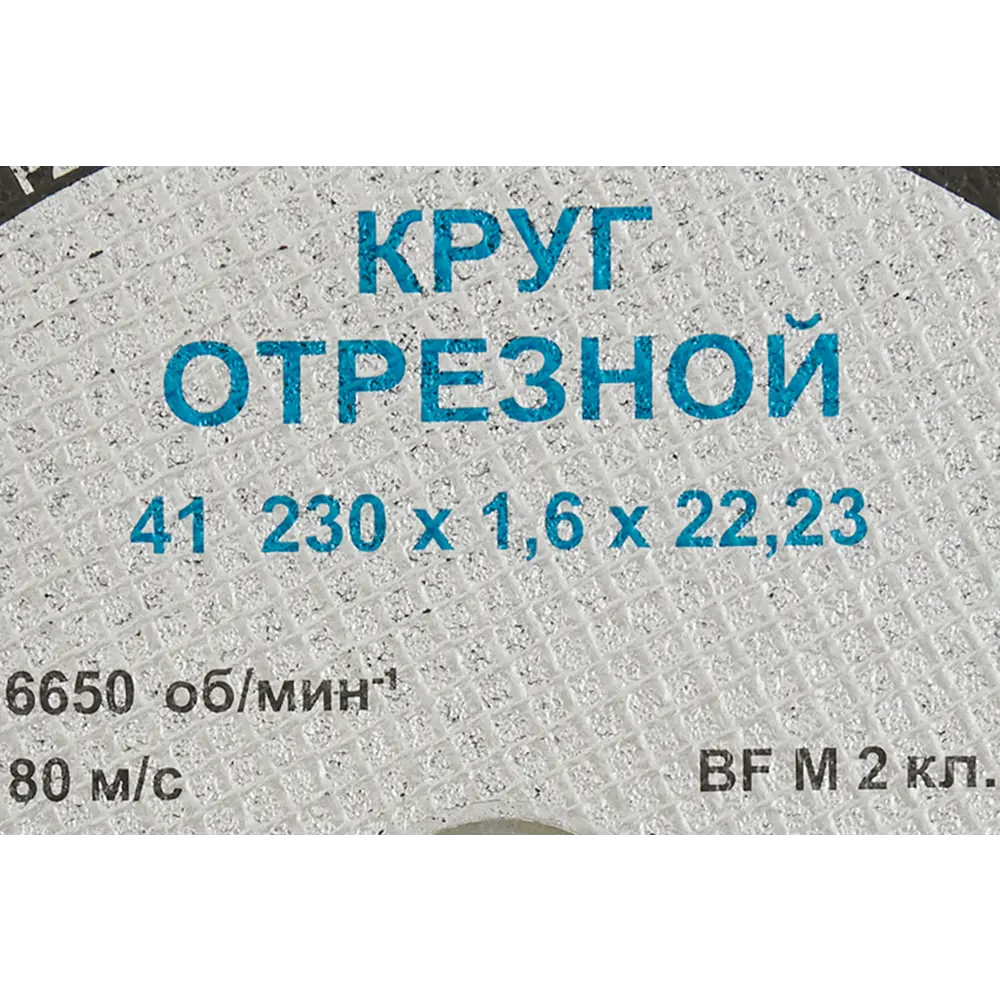 КРУГ
ОТРЕЗНОЙ
41 230 x 1,6 x 22,23
6650 об/мин⁻¹
80 м/с
BF M 2 кл.